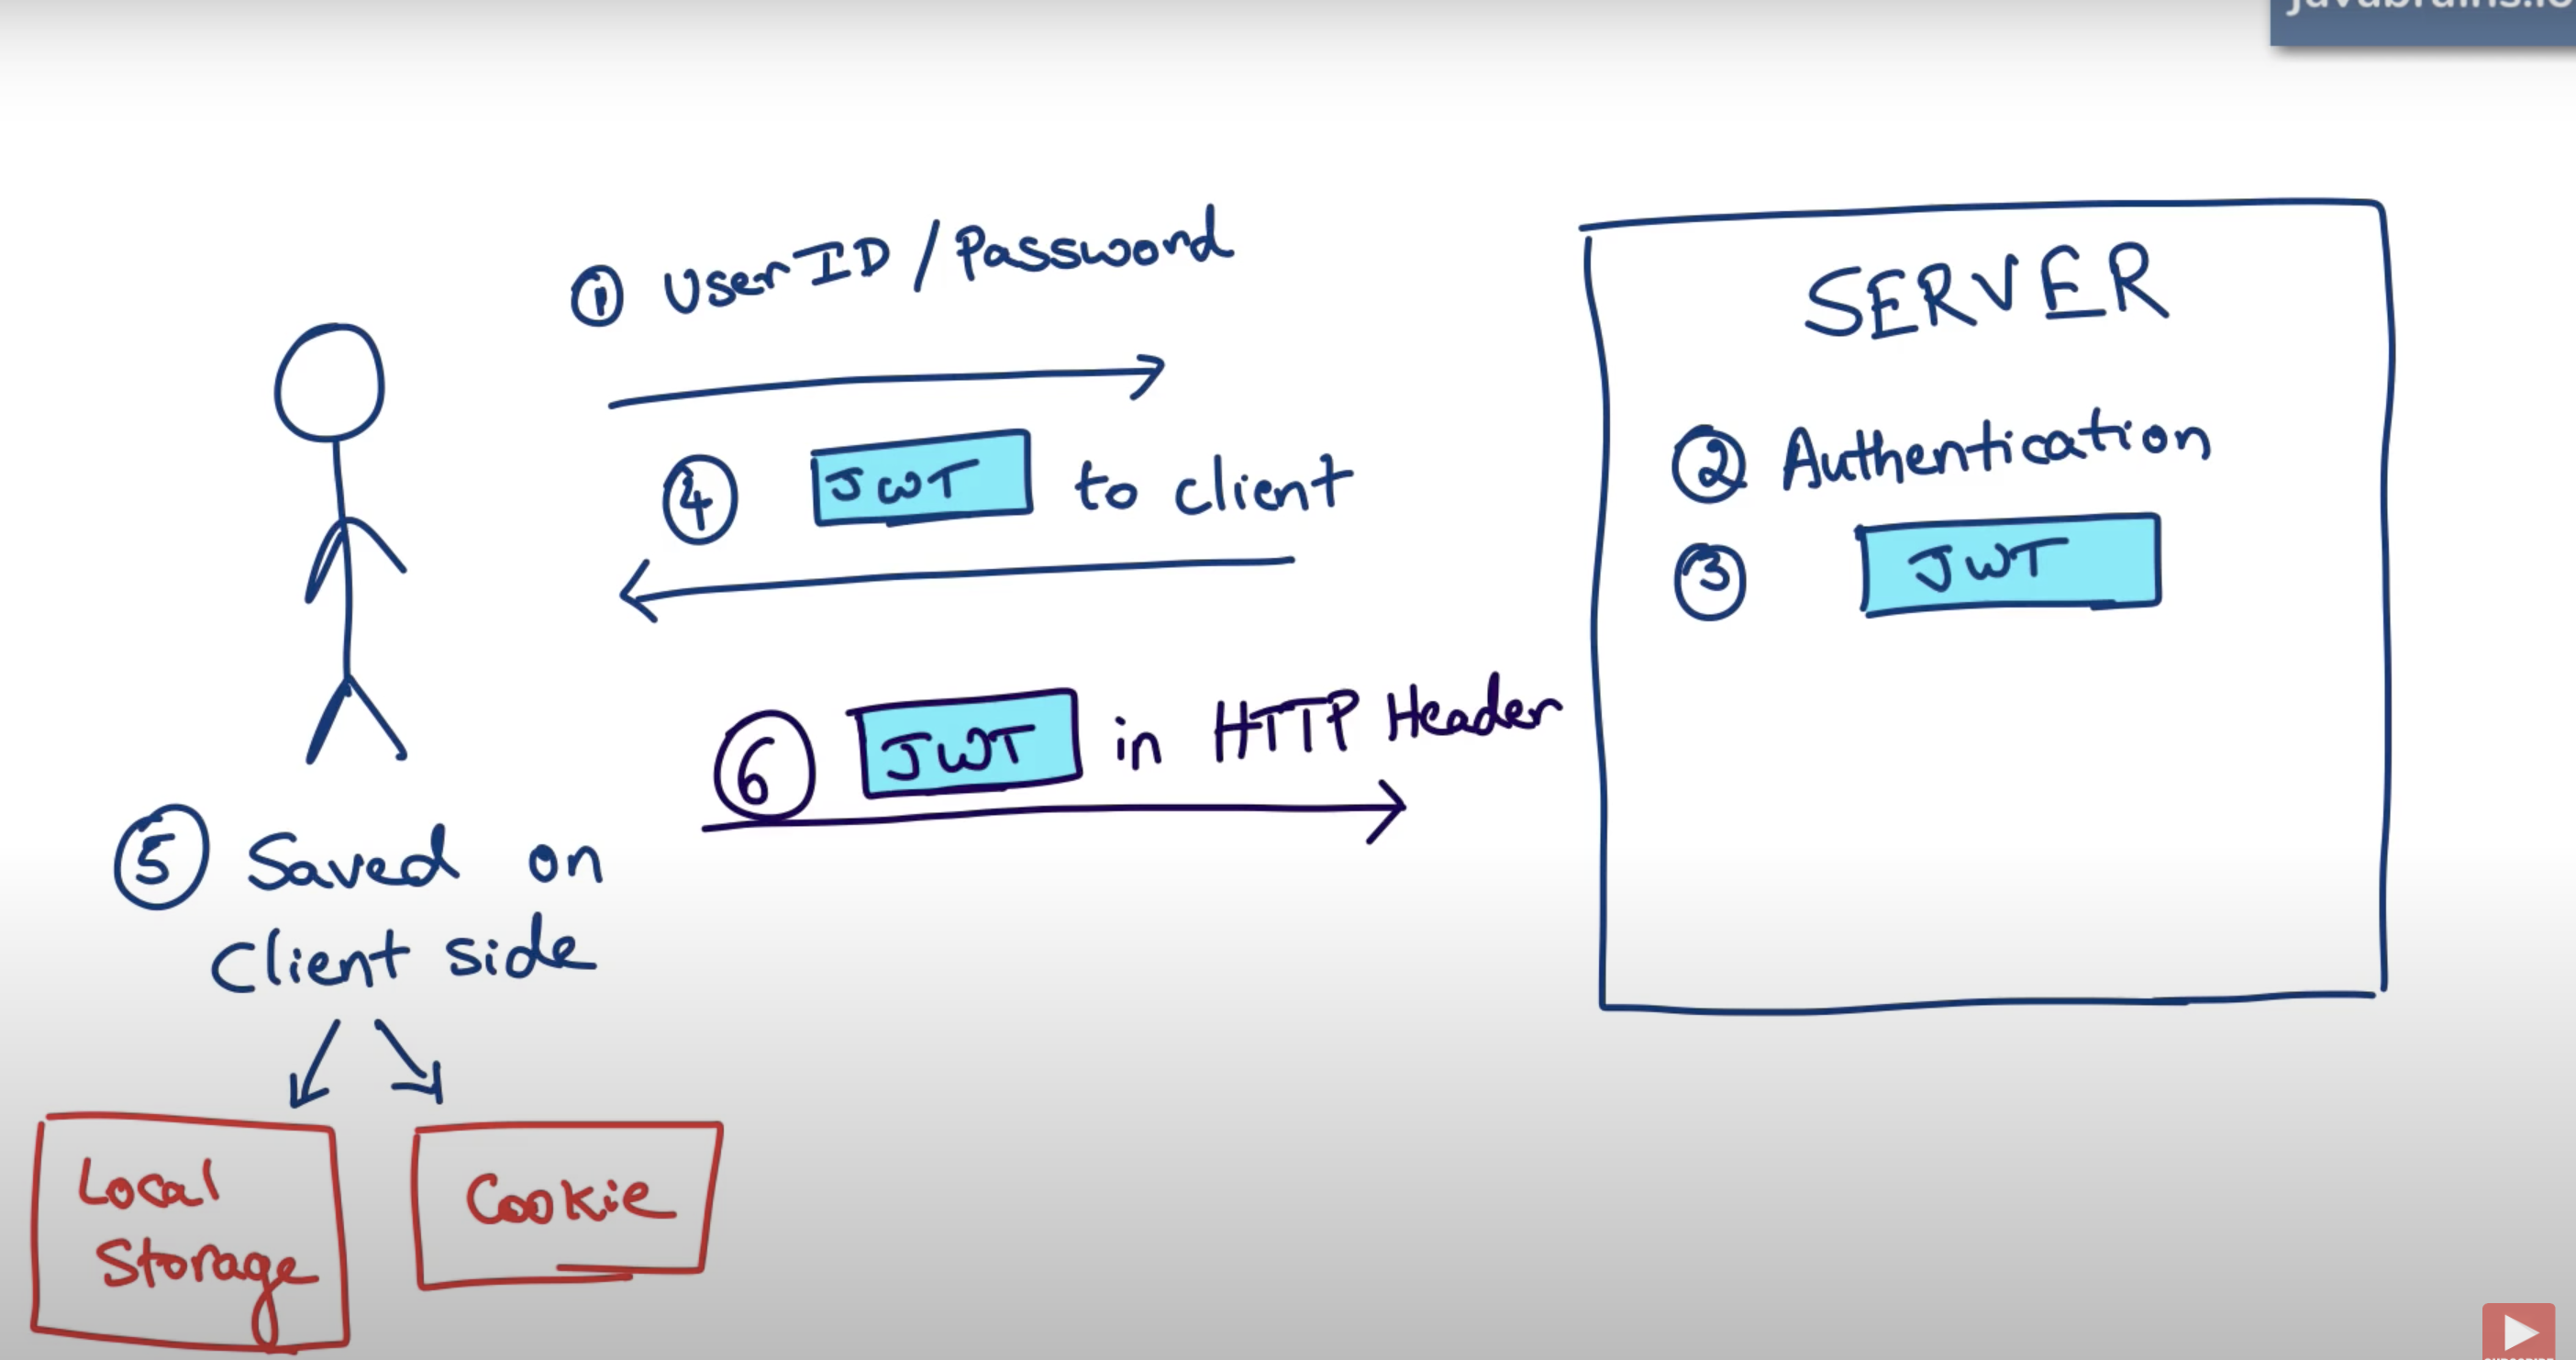 javabrains.io
① UserID / Password
SERVER
② Authentication
④ JWT to client
③ JWT
⑥ JWT in HTTP Header
⑤ Saved on
Client side
Local
Storage
Cookie
SUBSCRIBE